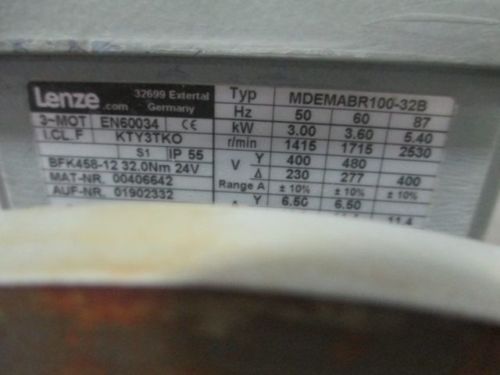 Lenze .com 32699 Extertal Germany
Typ MDEMABR100-32B
3~MOT EN60034 CE Hz 50 60 87
I.CL.F KTY3TKO kW 3.00 3.60 5.40
S1 IP 55 r/min 1415 1715 2530
BFK458-12 32.0Nm 24V V Y 400 480
MAT-NR. 00406642 Δ 230 277 400
AUF-NR. 01902332 Range A ± 10% ± 10% ± 10%
Y 6.50 6.50
11.4